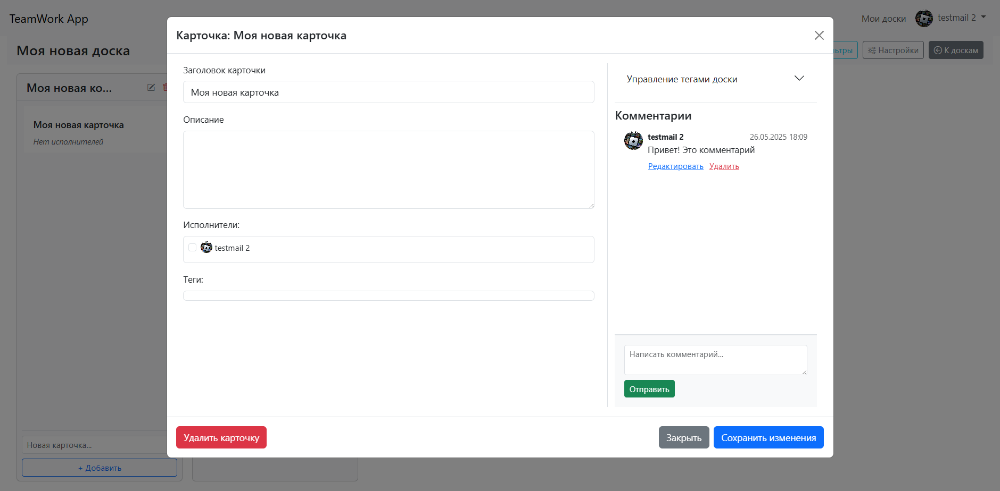 TeamWork App
Мои доски
testmail 2
Моя новая доска
Настройки
К доскам
Моя новая ко...
Моя новая карточка
Нет исполнителей
Новая карточка...
+ Добавить
Карточка: Моя новая карточка
Заголовок карточки
Моя новая карточка
Описание
Исполнители:
testmail 2
Теги:
Управление тегами доски
Комментарии
testmail 2 26.05.2025 18:09
Привет! Это комментарий
Редактировать Удалить
Написать комментарий...
Отправить
Удалить карточку
Закрыть
Сохранить изменения